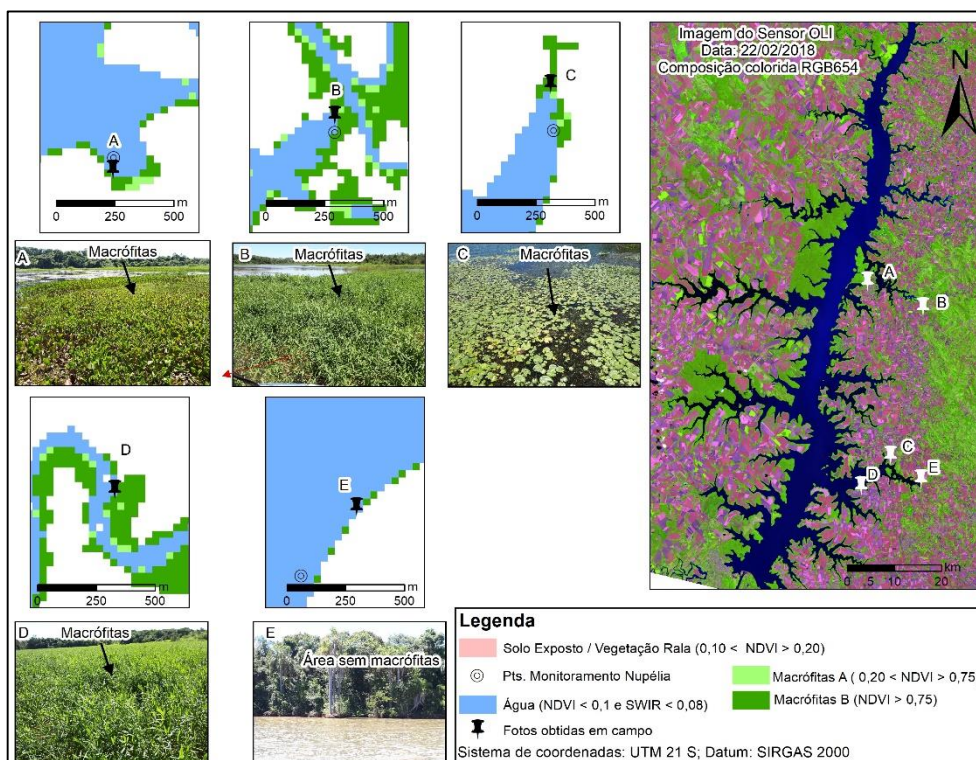 A
0 250 500 m
B
0 250 500 m
C
0 250 500 m
Imagem do Sensor OLI
Data: 22/02/2018
Composição colorida RGB654
N
A
B
C
D
E
0 5 10 20 km
A Macrófitas
B Macrófitas
C Macrófitas
D
0 250 500 m
E
0 250 500 m
D Macrófitas
E
Área sem macrófitas
Legenda
Solo Exposto / Vegetação Rala (0,10 < NDVI > 0,20)
Pts. Monitoramento Nupélia
Água (NDVI < 0,1 e SWIR < 0,08)
Fotos obtidas em campo
Macrófitas A ( 0,20 < NDVI > 0,75
Macrófitas B (NDVI > 0,75)
Sistema de coordenadas: UTM 21 S; Datum: SIRGAS 2000